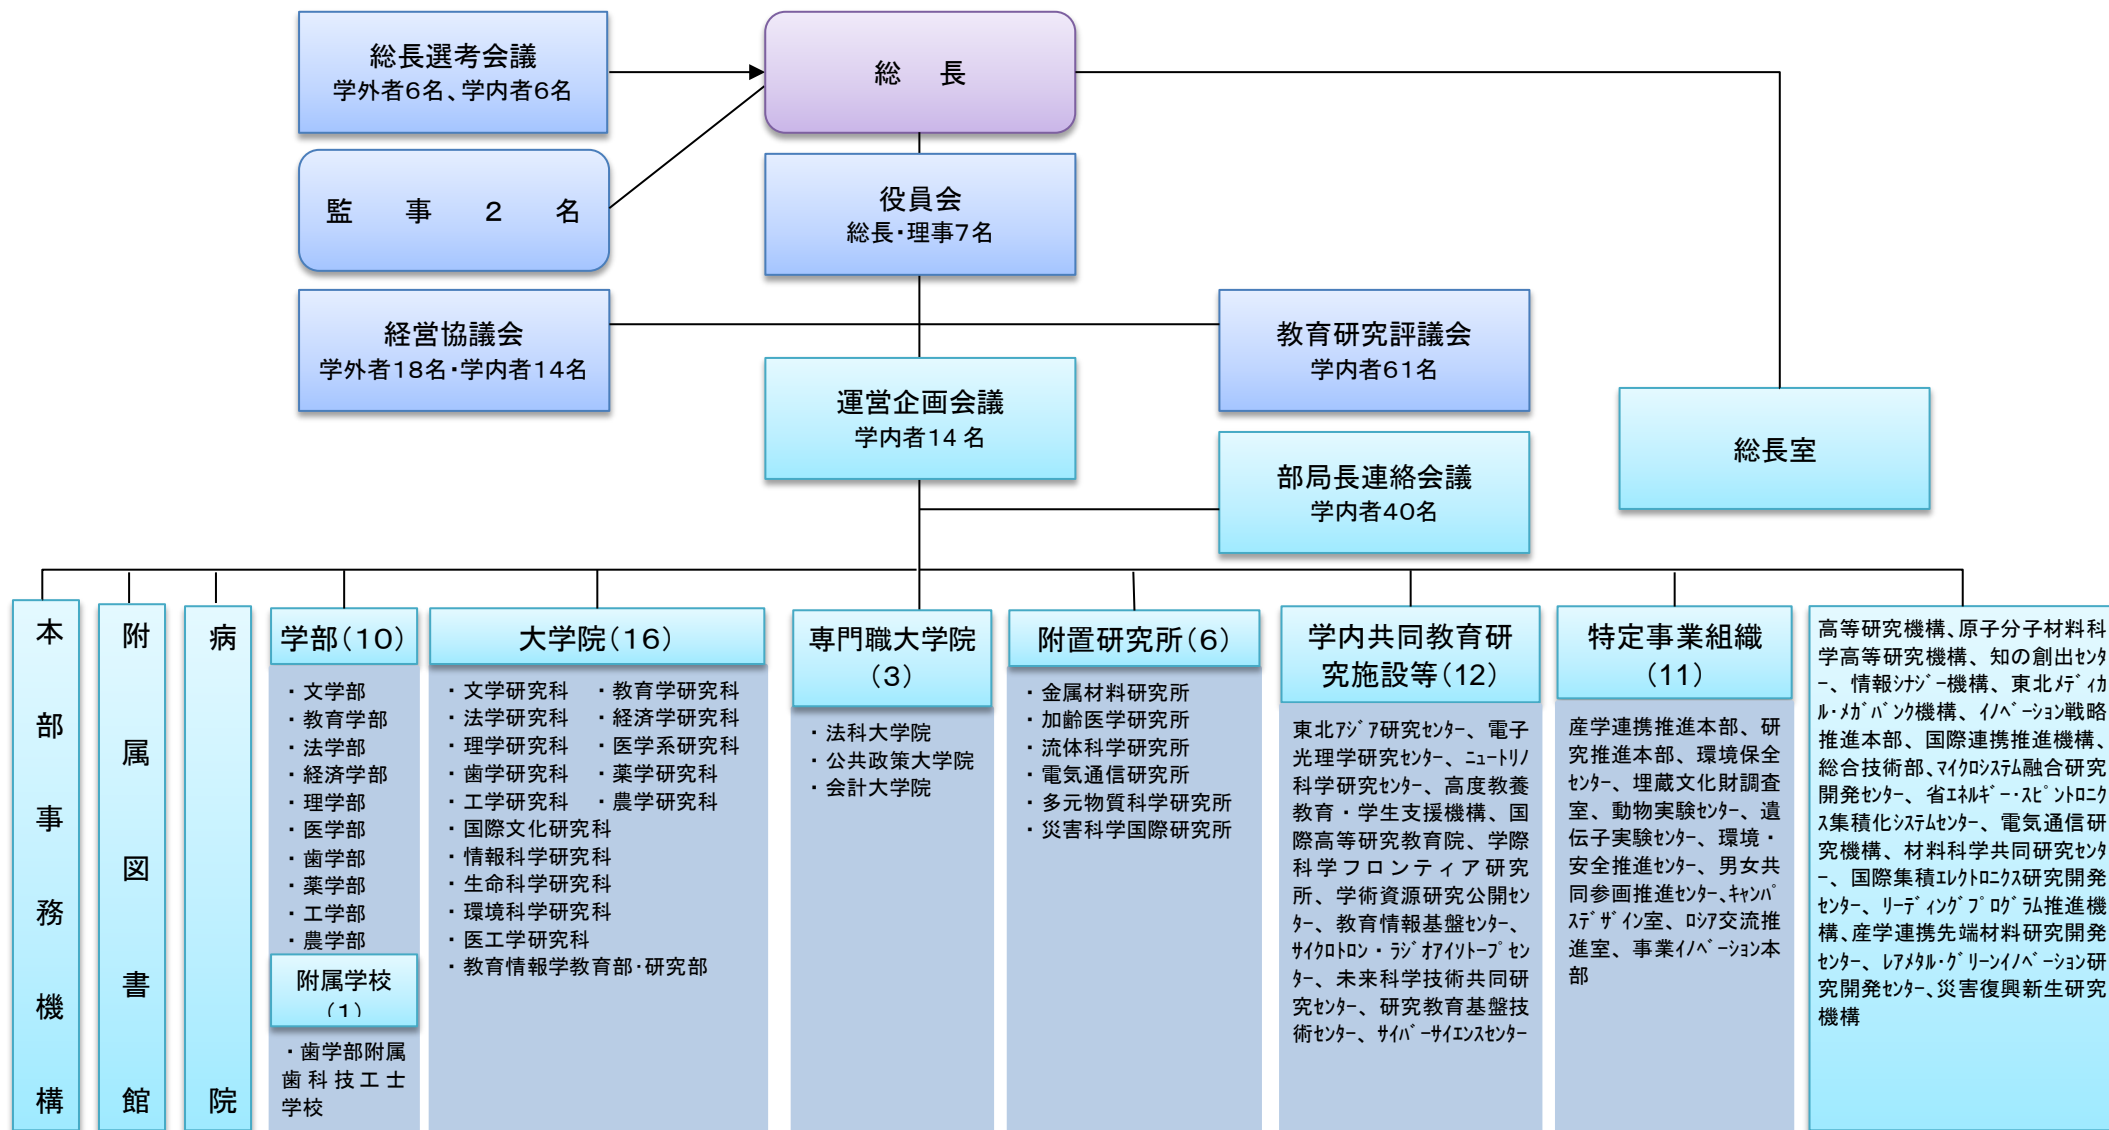 総長選考会議
学外者6名、学内者6名
総 長
監 事 2 名
役員会
総長・理事7名
経営協議会
学外者18名・学内者14名
教育研究評議会
学内者61名
運営企画会議
学内者14 名
総長室
部局長連絡会議
学内者40名
本部事務機構
附属図書館
病院
学部(10)
・文学部
・教育学部
・法学部
・経済学部
・理学部
・医学部
・歯学部
・薬学部
・工学部
・農学部
附属学校
(1)
・歯学部附属
歯科技工士
学校
大学院(16)
・文学研究科 ・教育学研究科
・法学研究科 ・経済学研究科
・理学研究科 ・医学系研究科
・歯学研究科 ・薬学研究科
・工学研究科 ・農学研究科
・国際文化研究科
・情報科学研究科
・生命科学研究科
・環境科学研究科
・医工学研究科
・教育情報学教育部・研究部
専門職大学院
(3)
・法科大学院
・公共政策大学院
・会計大学院
附置研究所(6)
・金属材料研究所
・加齢医学研究所
・流体科学研究所
・電気通信研究所
・多元物質科学研究所
・災害科学国際研究所
学内共同教育研
究施設等(12)
東北ｱｼﾞｱ研究ｾﾝﾀｰ、電子
光理学研究ｾﾝﾀｰ、ﾆｭｰﾄﾘﾉ
科学研究ｾﾝﾀｰ、高度教養
教育・学生支援機構、国
際高等研究教育院、学際
科学フロンティア研究
所、学術資源研究公開ｾﾝ
ﾀｰ、教育情報基盤ｾﾝﾀｰ、
ｻｲｸﾛﾄﾛﾝ・ﾗｼﾞｵｱｲｿﾄｰﾌﾟｾﾝ
ﾀｰ、未来科学技術共同研
究ｾﾝﾀｰ、研究教育基盤技
術ｾﾝﾀｰ、ｻｲﾊﾞｰｻｲｴﾝｽｾﾝﾀｰ
特定事業組織
(11)
産学連携推進本部、研
究推進本部、環境保全
ｾﾝﾀｰ、埋蔵文化財調査
室、動物実験ｾﾝﾀｰ、遺
伝子実験ｾﾝﾀｰ、環境・
安全推進ｾﾝﾀｰ、男女共
同参画推進ｾﾝﾀｰ、ｷｬﾝﾊﾟ
ｽﾃﾞｻﾞｲﾝ室、ﾛｼｱ交流推
進室、事業ｲﾉﾍﾞｰｼｮﾝ本
部
高等研究機構、原子分子材料科
学高等研究機構、知の創出ｾﾝﾀ
ｰ、情報ｼﾅｼﾞｰ機構、東北ﾒﾃﾞｨｶ
ﾙ・ﾒｶﾞﾊﾞﾝｸ機構、ｲﾉﾍﾞｰｼｮﾝ戦略
推進本部、国際連携推進機構、
総合技術部、ﾏｲｸﾛｼｽﾃﾑ融合研究
開発ｾﾝﾀｰ、省ｴﾈﾙｷﾞｰ・ｽﾋﾟﾝﾄﾛﾆｸ
ｽ集積化ｼｽﾃﾑｾﾝﾀｰ、電気通信研
究機構、材料科学共同研究ｾﾝﾀ
ｰ、国際集積ｴﾚｸﾄﾛﾆｸｽ研究開発
ｾﾝﾀｰ、ﾘｰﾃﾞｨﾝｸﾞﾌﾟﾛｸﾞﾗﾑ推進機
構、産学連携先端材料研究開発
ｾﾝﾀｰ、ﾚｱﾒﾀﾙ・ｸﾞﾘｰﾝｲﾉﾍﾞｰｼｮﾝ研
究開発ｾﾝﾀｰ、災害復興新生研究
機構